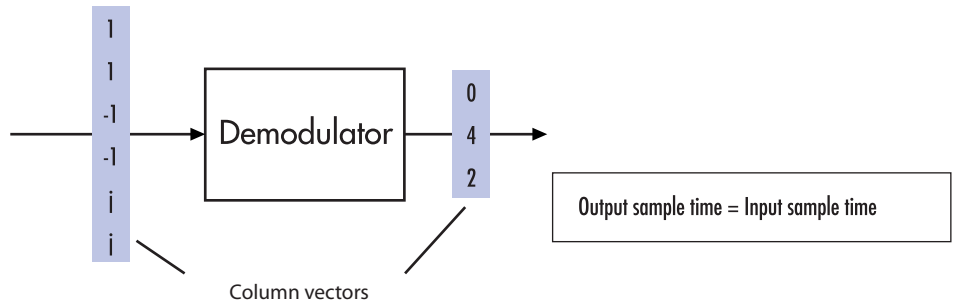 1
1
-1
-1
i
i
Demodulator
0
4
2
Output sample time = Input sample time
Column vectors